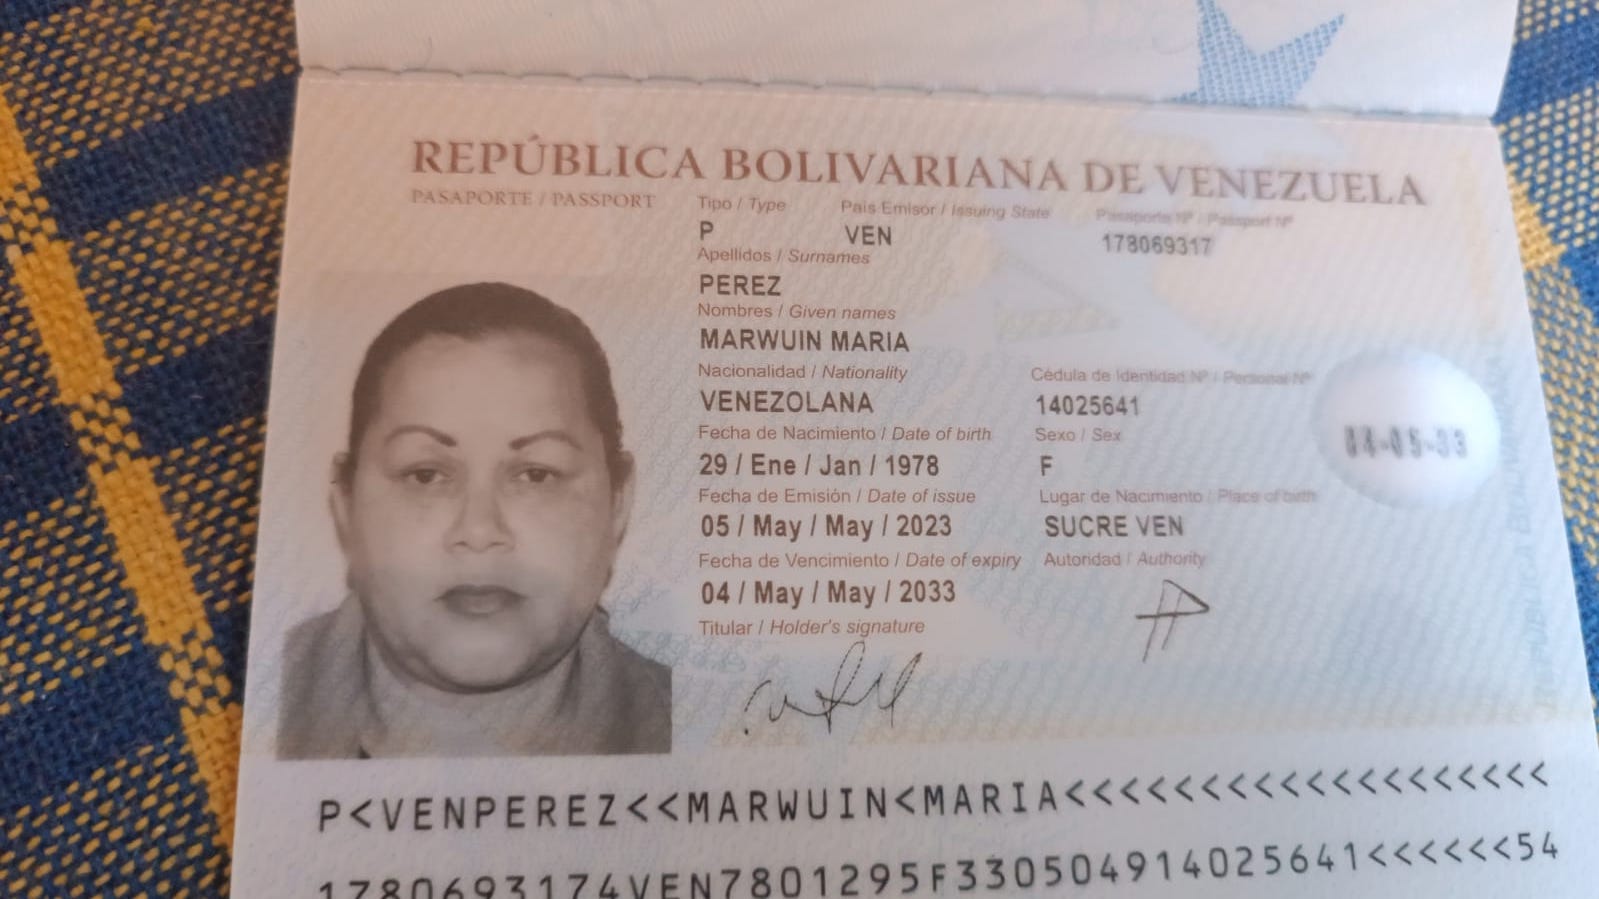 REPÚBLICA BOLIVARIANA DE VENEZUELA
PASAPORTE / PASSPORT
Tipo / Type País Emisor / Issuing State Pasaporte Nº / Passport Nº
P VEN 178069317
Apellidos / Surnames
PEREZ
Nombres / Given names
MARWUIN MARIA
Nacionalidad / Nationality Cédula de Identidad Nº / Personal Nº
VENEZOLANA 14025641
Fecha de Nacimiento / Date of birth Sexo / Sex
29 / Ene / Jan / 1978 F
04-05-33
Fecha de Emisión / Date of issue Lugar de Nacimiento / Place of birth
05 / May / May / 2023 SUCRE VEN
Fecha de Vencimiento / Date of expiry Autoridad / Authority
04 / May / May / 2033
Titular / Holder's signature
P<VENPEREZ<<MARWUIN<MARIA<<<<<<<<<<<<<<<<<<<
1780693174VEN7801295F330504914025641<<<<<<54